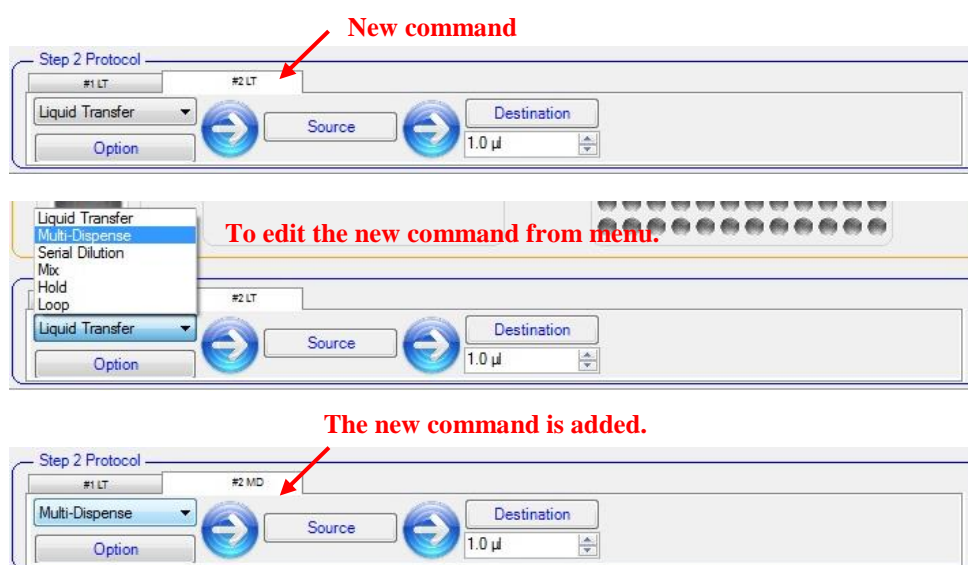 New command
Step 2 Protocol
#1 LT #2 LT
Liquid Transfer Destination
Source
Option 1.0 µl
Liquid Transfer
Multi-Dispense To edit the new command from menu.
Serial Dilution
Mix
Hold
Loop #2 LT
Liquid Transfer Destination
Source
Option 1.0 µl
The new command is added.
Step 2 Protocol
#1 LT #2 MD
Multi-Dispense Destination
Source
Option 1.0 µl